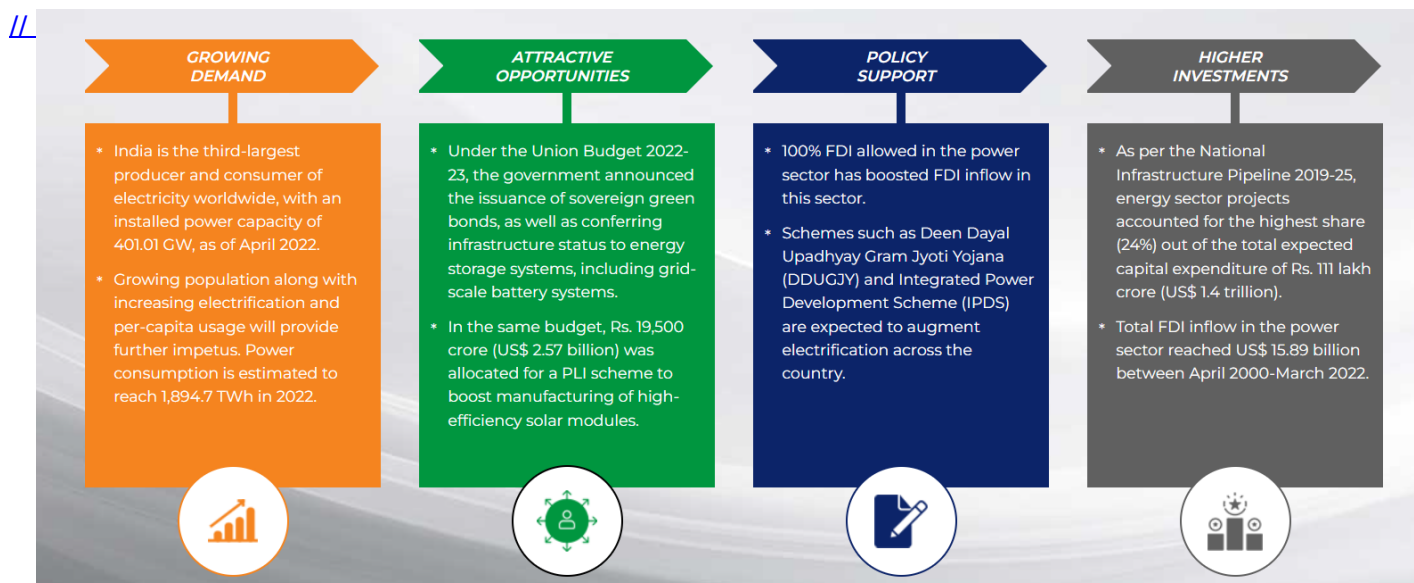 //
GROWING
DEMAND
* India is the third-largest
producer and consumer of
electricity worldwide, with an
installed power capacity of
401.01 GW, as of April 2022.
* Growing population along with
increasing electrification and
per-capita usage will provide
further impetus. Power
consumption is estimated to
reach 1,894.7 TWh in 2022.
ATTRACTIVE
OPPORTUNITIES
* Under the Union Budget 2022-
23, the government announced
the issuance of sovereign green
bonds, as well as conferring
infrastructure status to energy
storage systems, including grid-
scale battery systems.
* In the same budget, Rs. 19,500
crore (US$ 2.57 billion) was
allocated for a PLI scheme to
boost manufacturing of high-
efficiency solar modules.
POLICY
SUPPORT
* 100% FDI allowed in the power
sector has boosted FDI inflow in
this sector.
* Schemes such as Deen Dayal
Upadhyay Gram Jyoti Yojana
(DDUGJY) and Integrated Power
Development Scheme (IPDS)
are expected to augment
electrification across the
country.
HIGHER
INVESTMENTS
* As per the National
Infrastructure Pipeline 2019-25,
energy sector projects
accounted for the highest share
(24%) out of the total expected
capital expenditure of Rs. 111 lakh
crore (US$ 1.4 trillion).
* Total FDI inflow in the power
sector reached US$ 15.89 billion
between April 2000-March 2022.